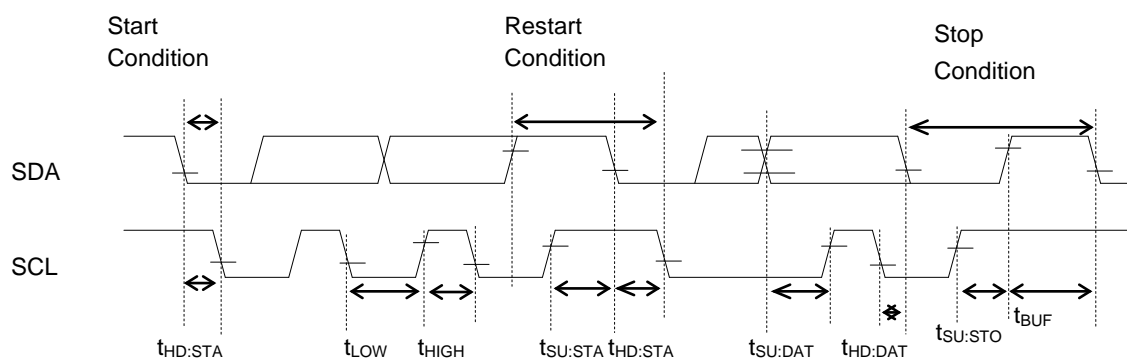 Start
Condition
Restart
Condition
Stop
Condition
SDA
SCL
tHD:STA
tLOW
tHIGH
tSU:STA
tHD:STA
tSU:DAT
tHD:DAT
tSU:STO
tBUF